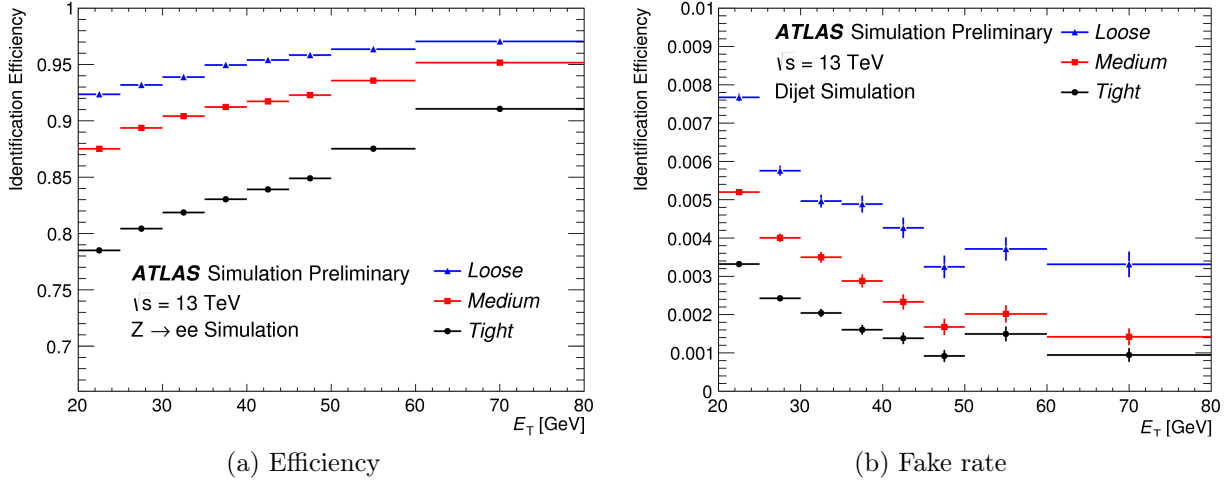 Identification Efficiency
1
0.95
0.9
0.85
0.8
0.75
0.7
ATLAS Simulation Preliminary
√s = 13 TeV
Z → ee Simulation
Loose
Medium
Tight
20 30 40 50 60 70 80
E_T [GeV]
(a) Efficiency
Identification Efficiency
0.01
0.009
0.008
0.007
0.006
0.005
0.004
0.003
0.002
0.001
0
ATLAS Simulation Preliminary
√s = 13 TeV
Dijet Simulation
Loose
Medium
Tight
20 30 40 50 60 70 80
E_T [GeV]
(b) Fake rate